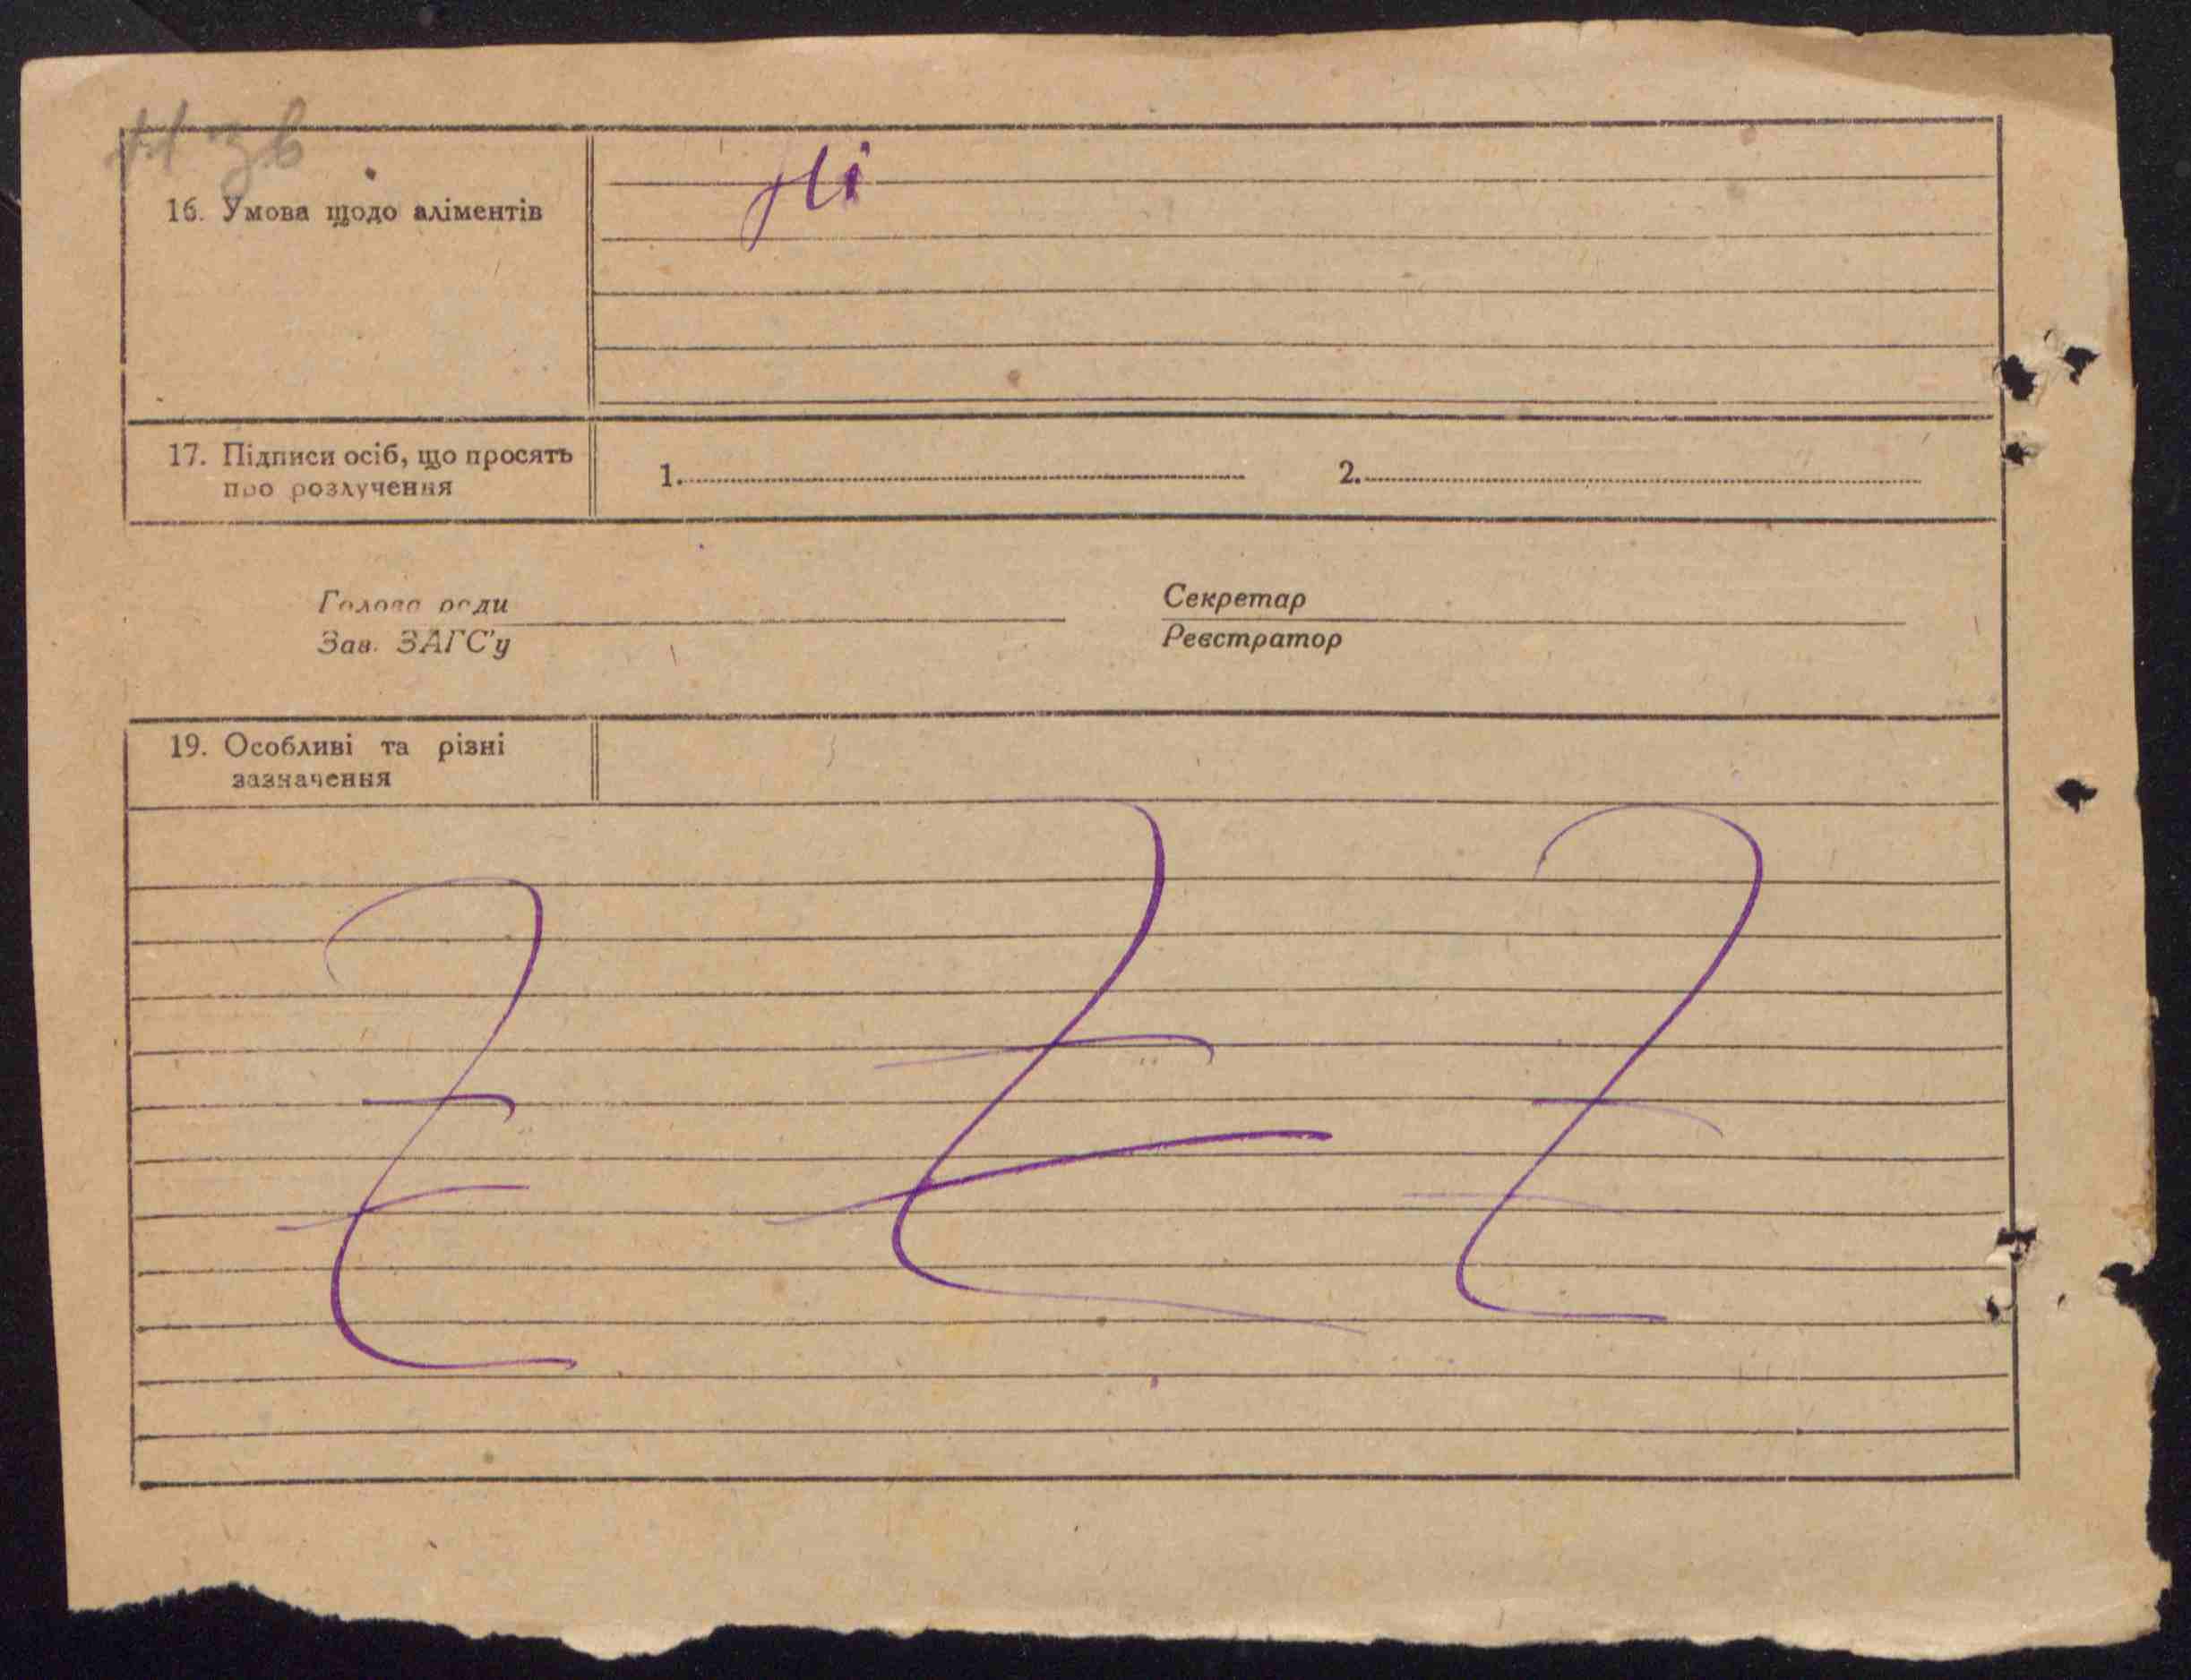 16. Умова щодо аліментів
Ні
17. Підписи осіб, що просять
про розлучення
1. 2.
Голова ради
Секретар
Зав. ЗАГС'у
Реєстратор
19. Особливі та різні
зазначення